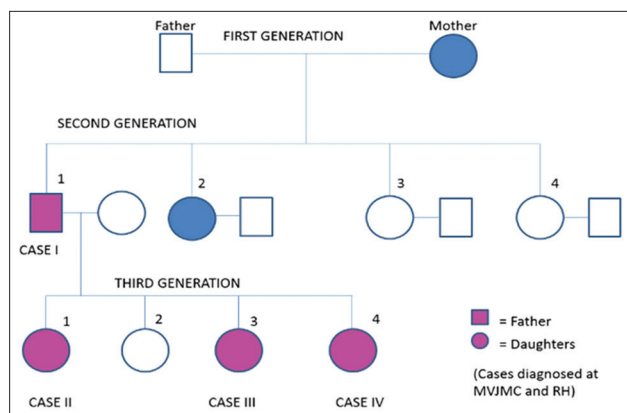 Father
FIRST GENERATION
Mother
SECOND GENERATION
1
2
3
4
CASE I
THIRD GENERATION
1
2
3
4
= Father
= Daughters
(Cases diagnosed at
MVJMC and RH)
CASE II
CASE III
CASE IV